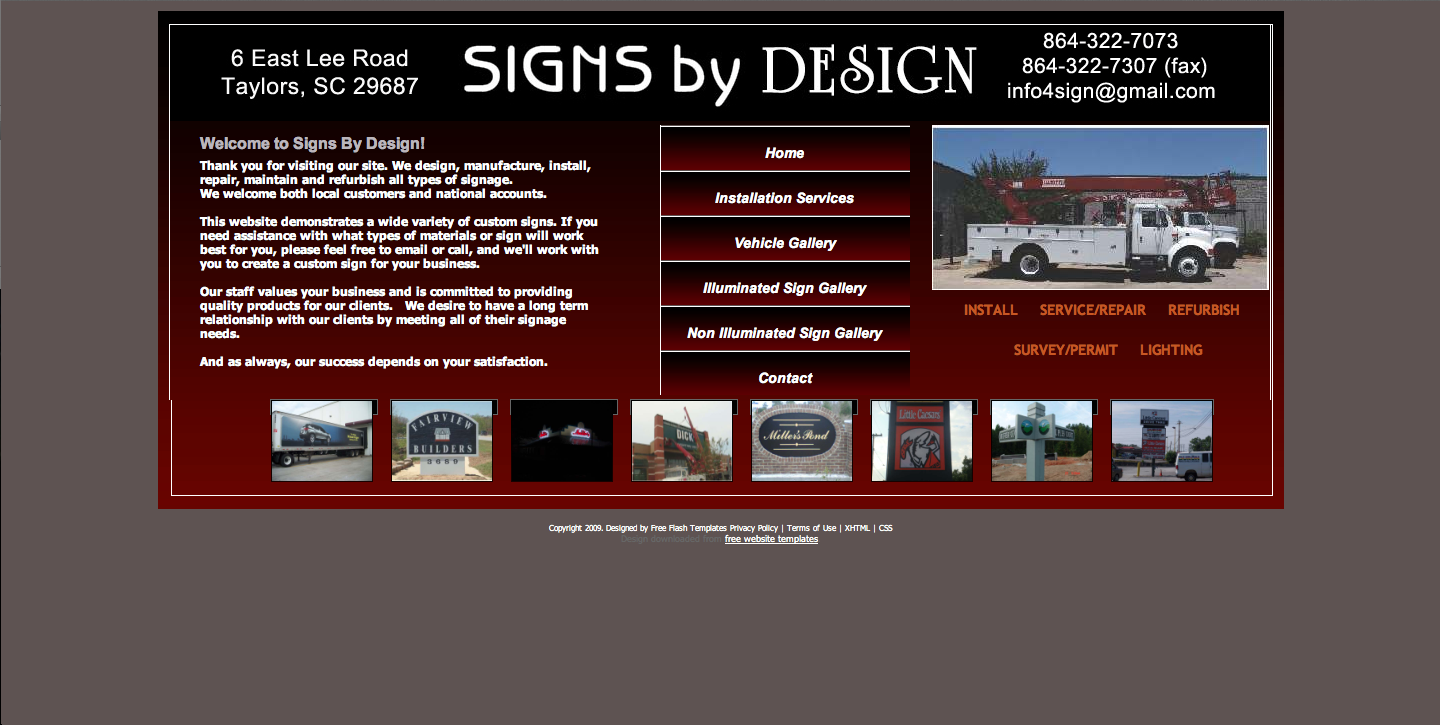 6 East Lee Road
Taylors, SC 29687
SIGNS by DESIGN
864-322-7073
864-322-7307 (fax)
info4sign@gmail.com
Welcome to Signs By Design!
Thank you for visiting our site. We design, manufacture, install,
repair, maintain and refurbish all types of signage.
We welcome both local customers and national accounts.
This website demonstrates a wide variety of custom signs. If you
need assistance with what types of materials or sign will work
best for you, please feel free to email or call, and we'll work with
you to create a custom sign for your business.
Our staff values your business and is committed to providing
quality products for our clients. We desire to have a long term
relationship with our clients by meeting all of their signage
needs.
And as always, our success depends on your satisfaction.
Home
Installation Services
Vehicle Gallery
Illuminated Sign Gallery
Non Illuminated Sign Gallery
Contact
INSTALL SERVICE/REPAIR REFURBISH
SURVEY/PERMIT LIGHTING
FAIRVIEW
BUILDERS
3689
DICK
Miller's Pond
Little Caesars
Copyright 2009. Designed by Free Flash Templates Privacy Policy | Terms of Use | XHTML | CSS
Design downloaded from free website templates